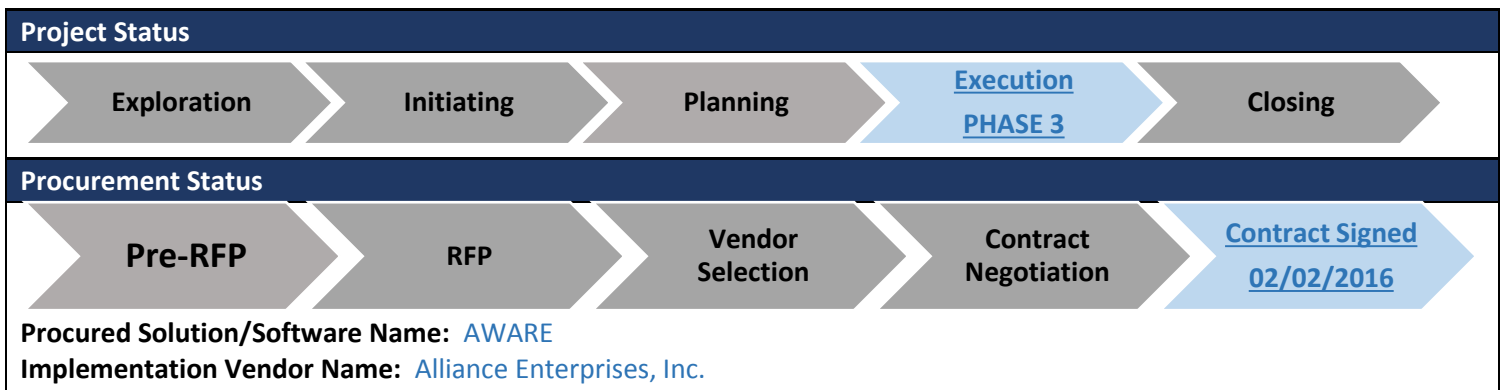 Project Status
Exploration
Initiating
Planning
Execution
PHASE 3
Closing
Procurement Status
Pre-RFP
RFP
Vendor
Selection
Contract
Negotiation
Contract Signed
02/02/2016
Procured Solution/Software Name: AWARE
Implementation Vendor Name: Alliance Enterprises, Inc.